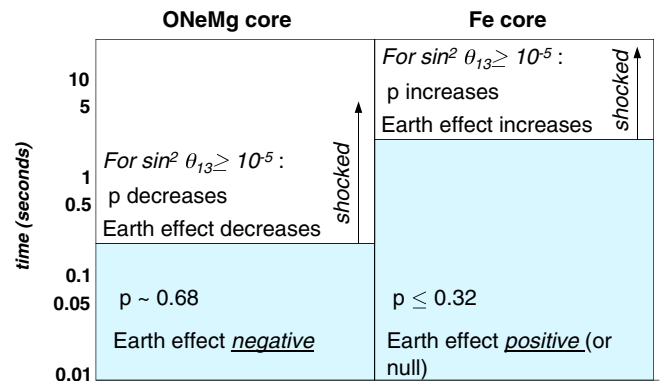 ONeMg core
Fe core
time (seconds)
10
5
1
0.5
0.1
0.05
0.01
For sin² θ₁₃≥ 10⁻⁵ :
p decreases
Earth effect decreases
shocked
p ~ 0.68
Earth effect negative
For sin² θ₁₃≥ 10⁻⁵ :
p increases
Earth effect increases
shocked
p ≤ 0.32
Earth effect positive (or
null)